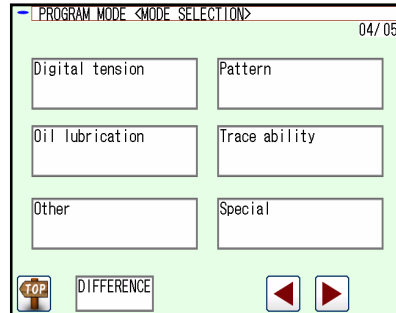 PROGRAM MODE <MODE SELECTION>
04/05
Digital tension
Pattern
Oil lubrication
Trace ability
Other
Special
TOP
DIFFERENCE